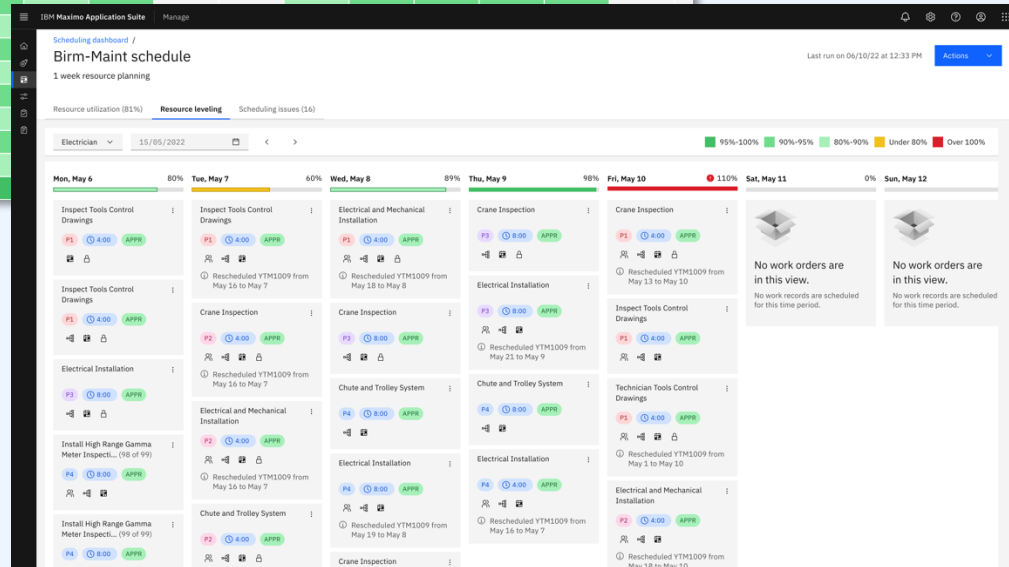 IBM Maximo Application Suite Manage
Scheduling dashboard /
Birm-Maint schedule
Last run on 06/10/22 at 12:33 PM
Actions
1 week resource planning
Resource utilization (81%) Resource leveling Scheduling issues (16)
Electrician 15/05/2022
95%-100% 90%-95% 80%-90% Under 80% Over 100%
Mon, May 6 80%
Inspect Tools Control
Drawings
P1 4:00 APPR
Inspect Tools Control
Drawings
P1 4:00 APPR
Electrical Installation
P3 8:00 APPR
Install High Range Gamma
Meter Inspecti... (98 of 99)
P4 8:00 APPR
Install High Range Gamma
Meter Inspecti... (99 of 99)
P4 8:00 APPR
Tue, May 7 60%
Inspect Tools Control
Drawings
P1 4:00 APPR
Rescheduled YTM1009 from
May 16 to May 7
Crane Inspection
P2 4:00 APPR
Rescheduled YTM1009 from
May 16 to May 7
Electrical and Mechanical
Installation
P2 4:00 APPR
Rescheduled YTM1009 from
May 16 to May 7
Chute and Trolley System
P2 4:00 APPR
Wed, May 8 89%
Electrical and Mechanical
Installation
P1 4:00 APPR
Rescheduled YTM1009 from
May 18 to May 8
Crane Inspection
P3 8:00 APPR
Chute and Trolley System
P4 8:00 APPR
Electrical Installation
P4 8:00 APPR
Rescheduled YTM1009 from
May 19 to May 8
Crane Inspection
Thu, May 9 98%
Crane Inspection
P3 8:00 APPR
Electrical Installation
P3 8:00 APPR
Rescheduled YTM1009 from
May 21 to May 9
Chute and Trolley System
P4 8:00 APPR
Electrical Installation
P4 4:00 APPR
Rescheduled YTM1009 from
May 16 to May 7
Fri, May 10 110%
Crane Inspection
P1 4:00 APPR
Rescheduled YTM1009 from
May 13 to May 10
Inspect Tools Control
Drawings
P1 4:00 APPR
Technician Tools Control
Drawings
P1 4:00 APPR
Rescheduled YTM1009 from
May 1 to May 10
Electrical and Mechanical
Installation
P2 4:00 APPR
Rescheduled YTM1009 from
May 18 to May 10
Sat, May 11 0%
No work orders are
in this view.
No work records are scheduled
for this time period.
Sun, May 12
No work orders are
in this view.
No work records are scheduled
for this time period.